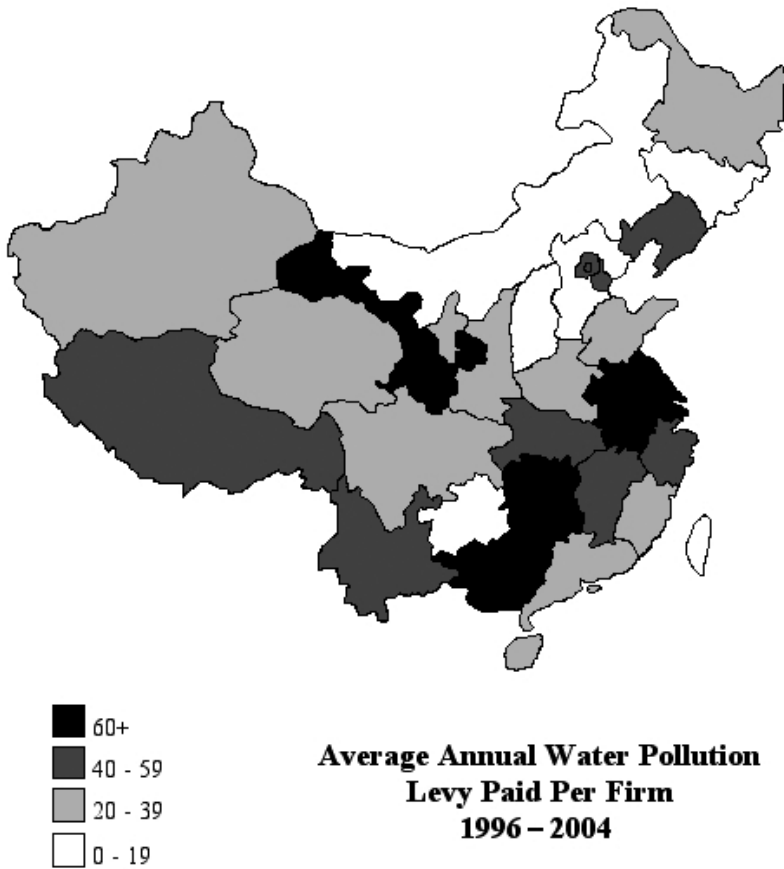 60+
40 - 59
20 - 39
0 - 19
Average Annual Water Pollution
Levy Paid Per Firm
1996 – 2004